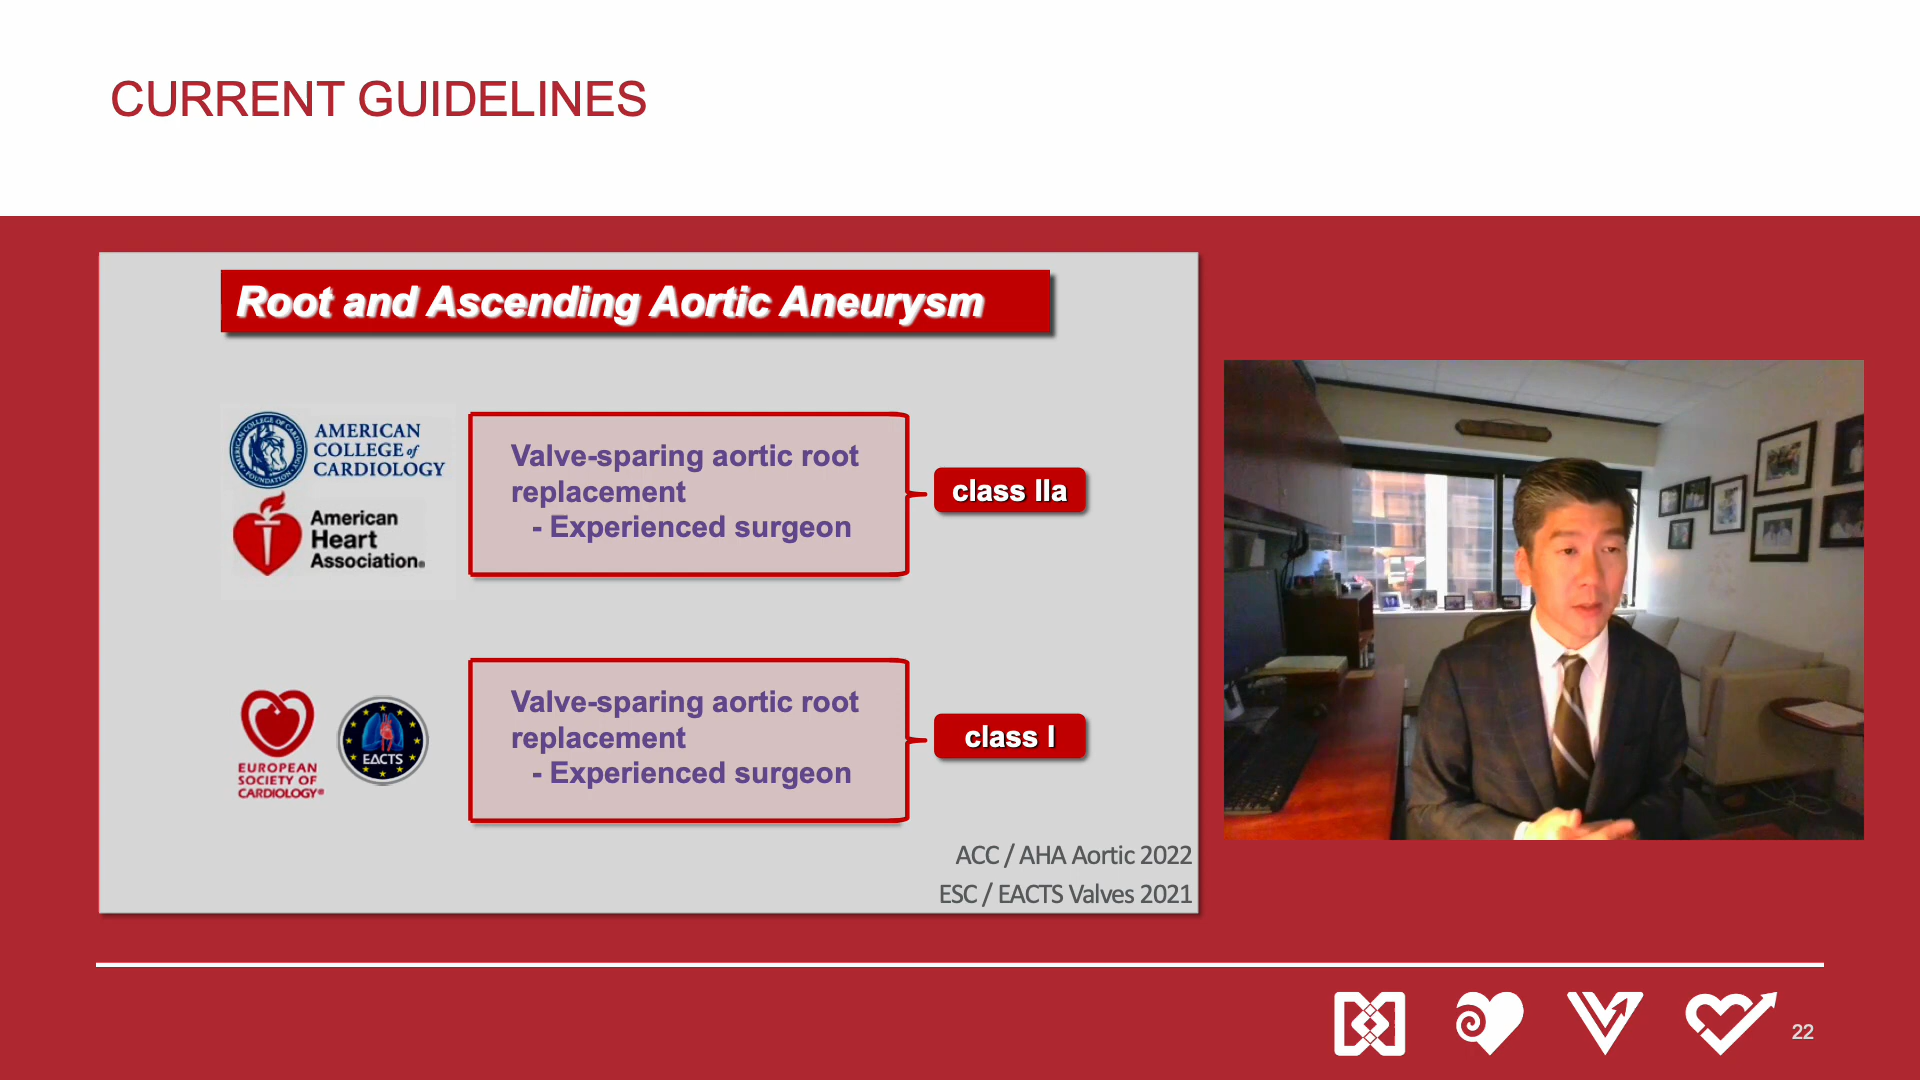 CURRENT GUIDELINES
Root and Ascending Aortic Aneurysm
AMERICAN
COLLEGE of
CARDIOLOGY
American
Heart
Association®
Valve-sparing aortic root
replacement
- Experienced surgeon
class IIa
EUROPEAN
SOCIETY OF
CARDIOLOGY®
EACTS
Valve-sparing aortic root
replacement
- Experienced surgeon
class I
ACC / AHA Aortic 2022
ESC / EACTS Valves 2021
22